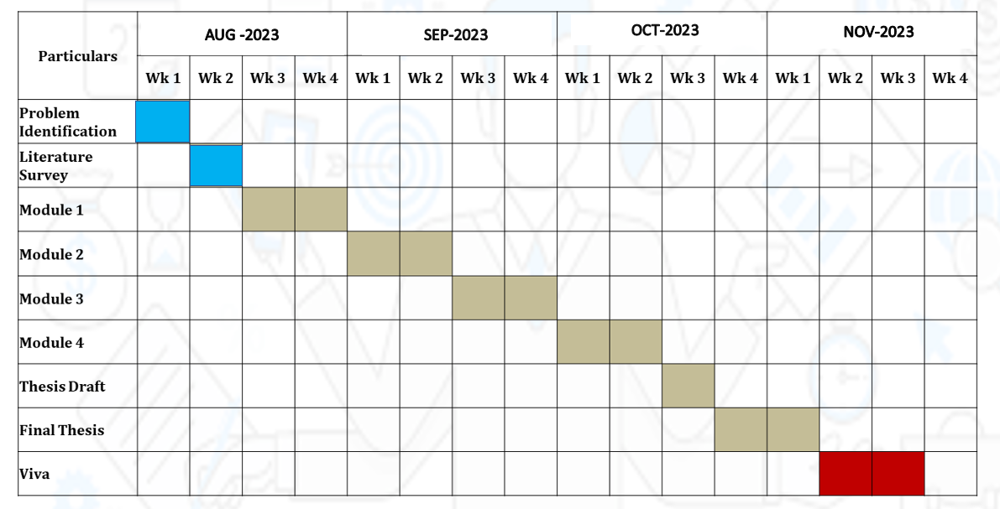 AUG -2023 SEP-2023 OCT-2023 NOV-2023
Particulars
Wk 1 Wk 2 Wk 3 Wk 4 Wk 1 Wk 2 Wk 3 Wk 4 Wk 1 Wk 2 Wk 3 Wk 4 Wk 1 Wk 2 Wk 3 Wk 4
Problem
Identification
Literature
Survey
Module 1
Module 2
Module 3
Module 4
Thesis Draft
Final Thesis
Viva